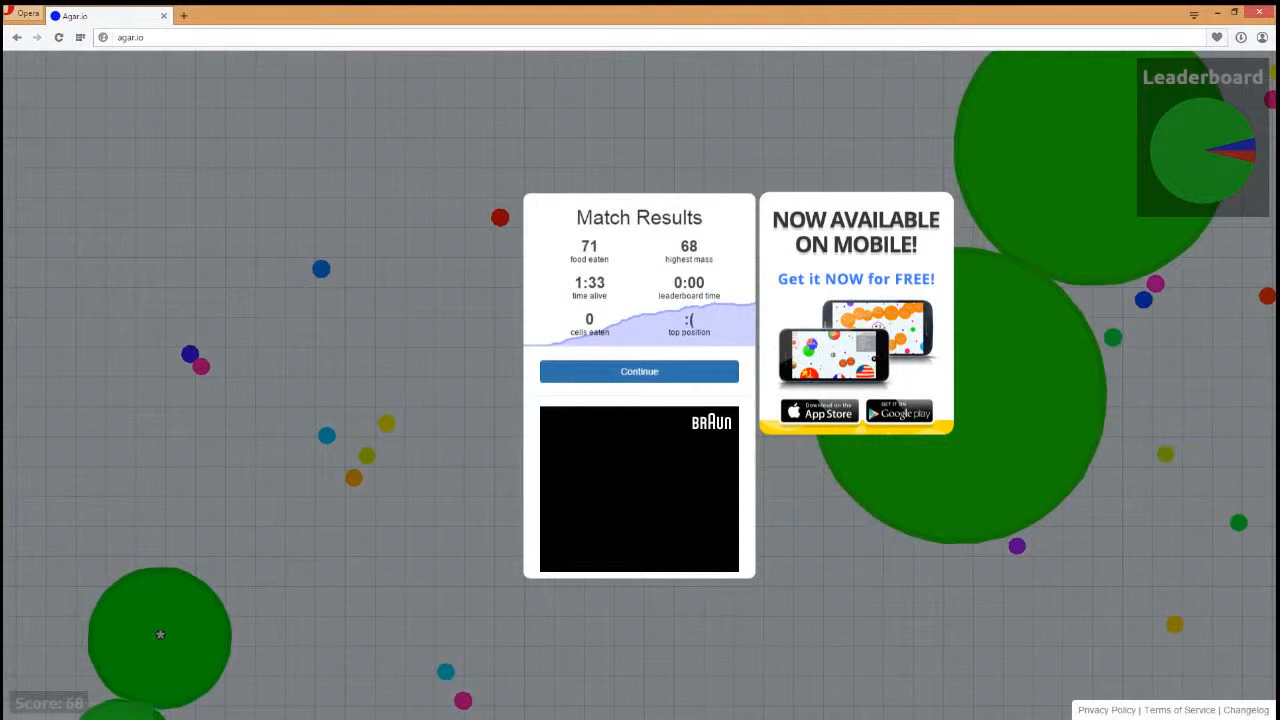 Opera
Agar.io
agar.io
Leaderboard
Match Results
71
food eaten
68
highest mass
1:33
time alive
0:00
leaderboard time
0
cells eaten
:(
top position
Continue
BRAUN
NOW AVAILABLE
ON MOBILE!
Get it NOW for FREE!
Download on the
App Store
GET IT ON
Google play
*
Score: 68
Privacy Policy | Terms of Service | Changelog